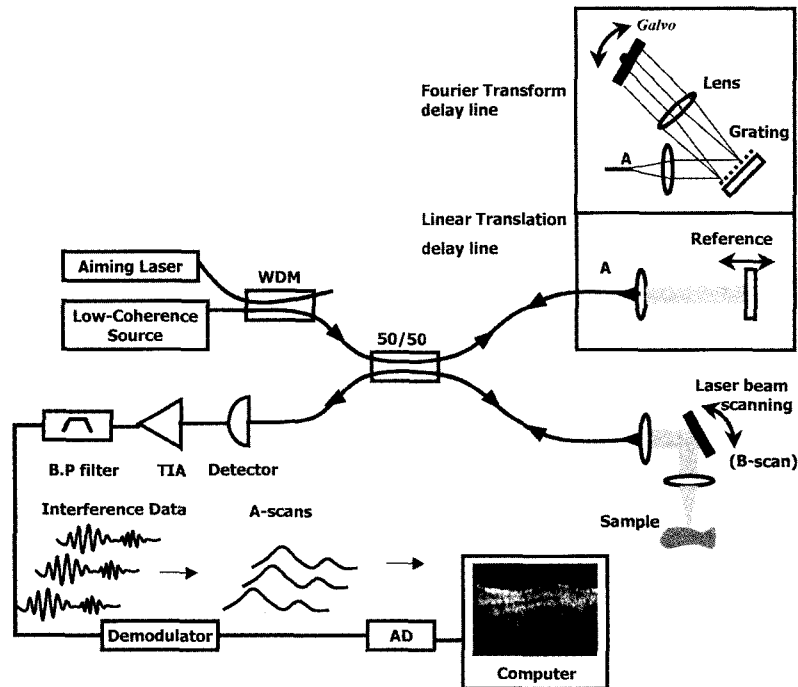 Galvo
Fourier Transform
delay line
Lens
Grating
A
Linear Translation
delay line
Reference
A
Aiming Laser
WDM
Low-Coherence
Source
50/50
Laser beam
scanning
(B-scan)
B.P filter
TIA
Detector
Sample
Interference Data
A-scans
Demodulator
AD
Computer